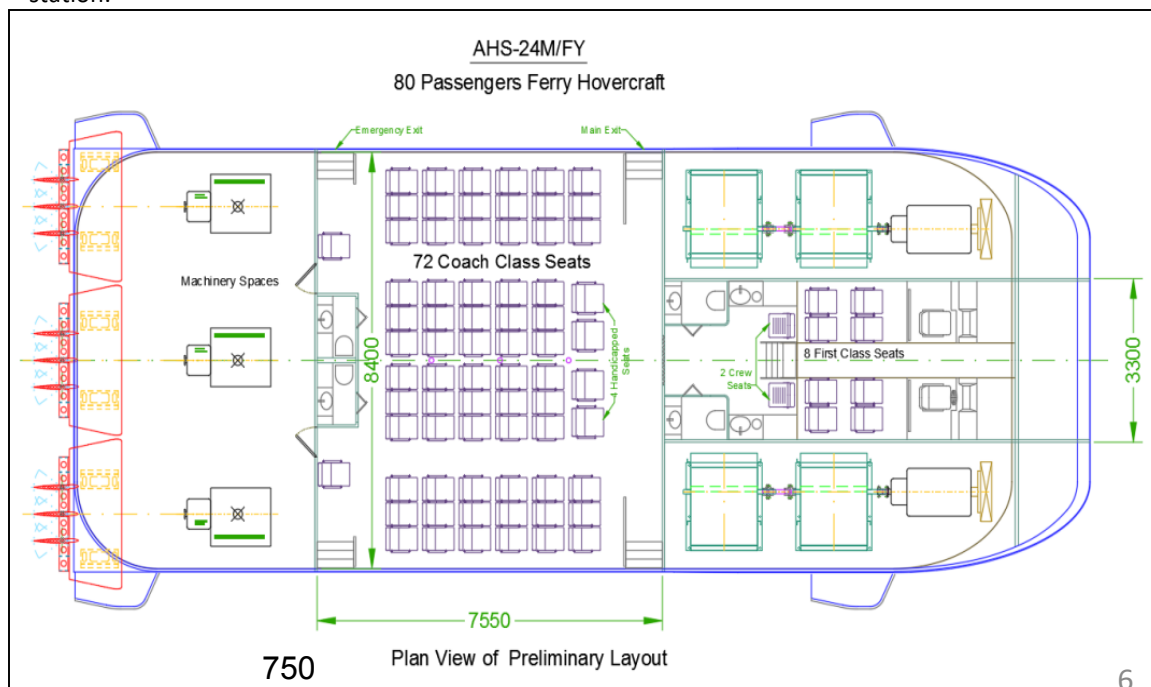 station.
AHS-24M/FY
80 Passengers Ferry Hovercraft
Emergency Exit
Main Exit
72 Coach Class Seats
Machinery Spaces
8400
4 Handicapped
Seats
8 First Class Seats
2 Crew
Seats
3300
7550
750
Plan View of Preliminary Layout
6